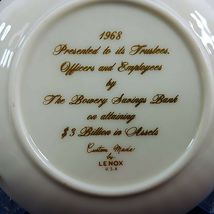 1968
Presented to its Trustees,
Officers and Employees
by
The Bowery Savings Bank
on attaining
$3 Billion in Assets
Custom Made
by
LENOX
U.S.A.